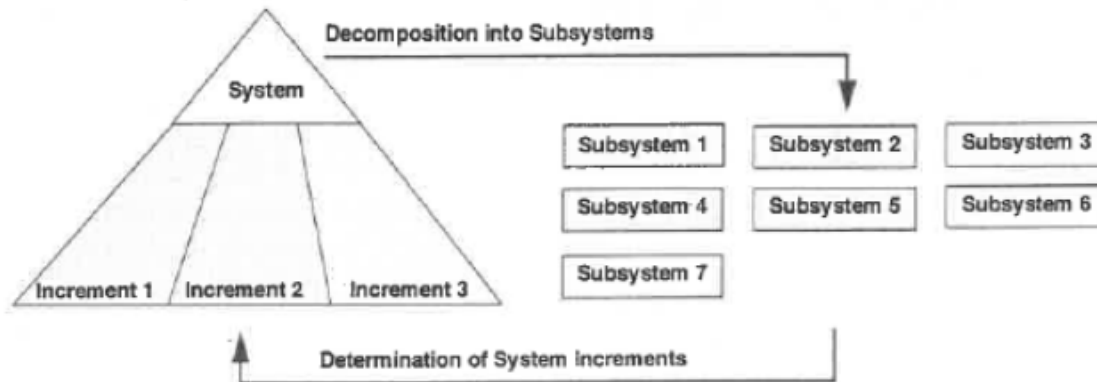 Decomposition into Subsystems
System
Subsystem 1 Subsystem 2 Subsystem 3
Subsystem 4 Subsystem 5 Subsystem 6
Subsystem 7
Increment 1 Increment 2 Increment 3
Determination of System Increments